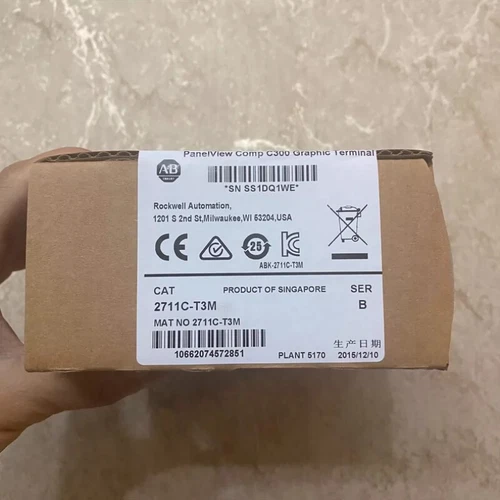 PanelView Comp C300 Graphic Terminal
AB
*SN SS1DQ1WE*
Rockwell Automation,
1201 S 2nd St,Milwaukee,WI 53204,USA
25
ABK-2711C-T3M
CAT PRODUCT OF SINGAPORE SER
2711C-T3M B
MAT NO 2711C-T3M
10662074572851 PLANT 5170 生产日期
2015/12/10